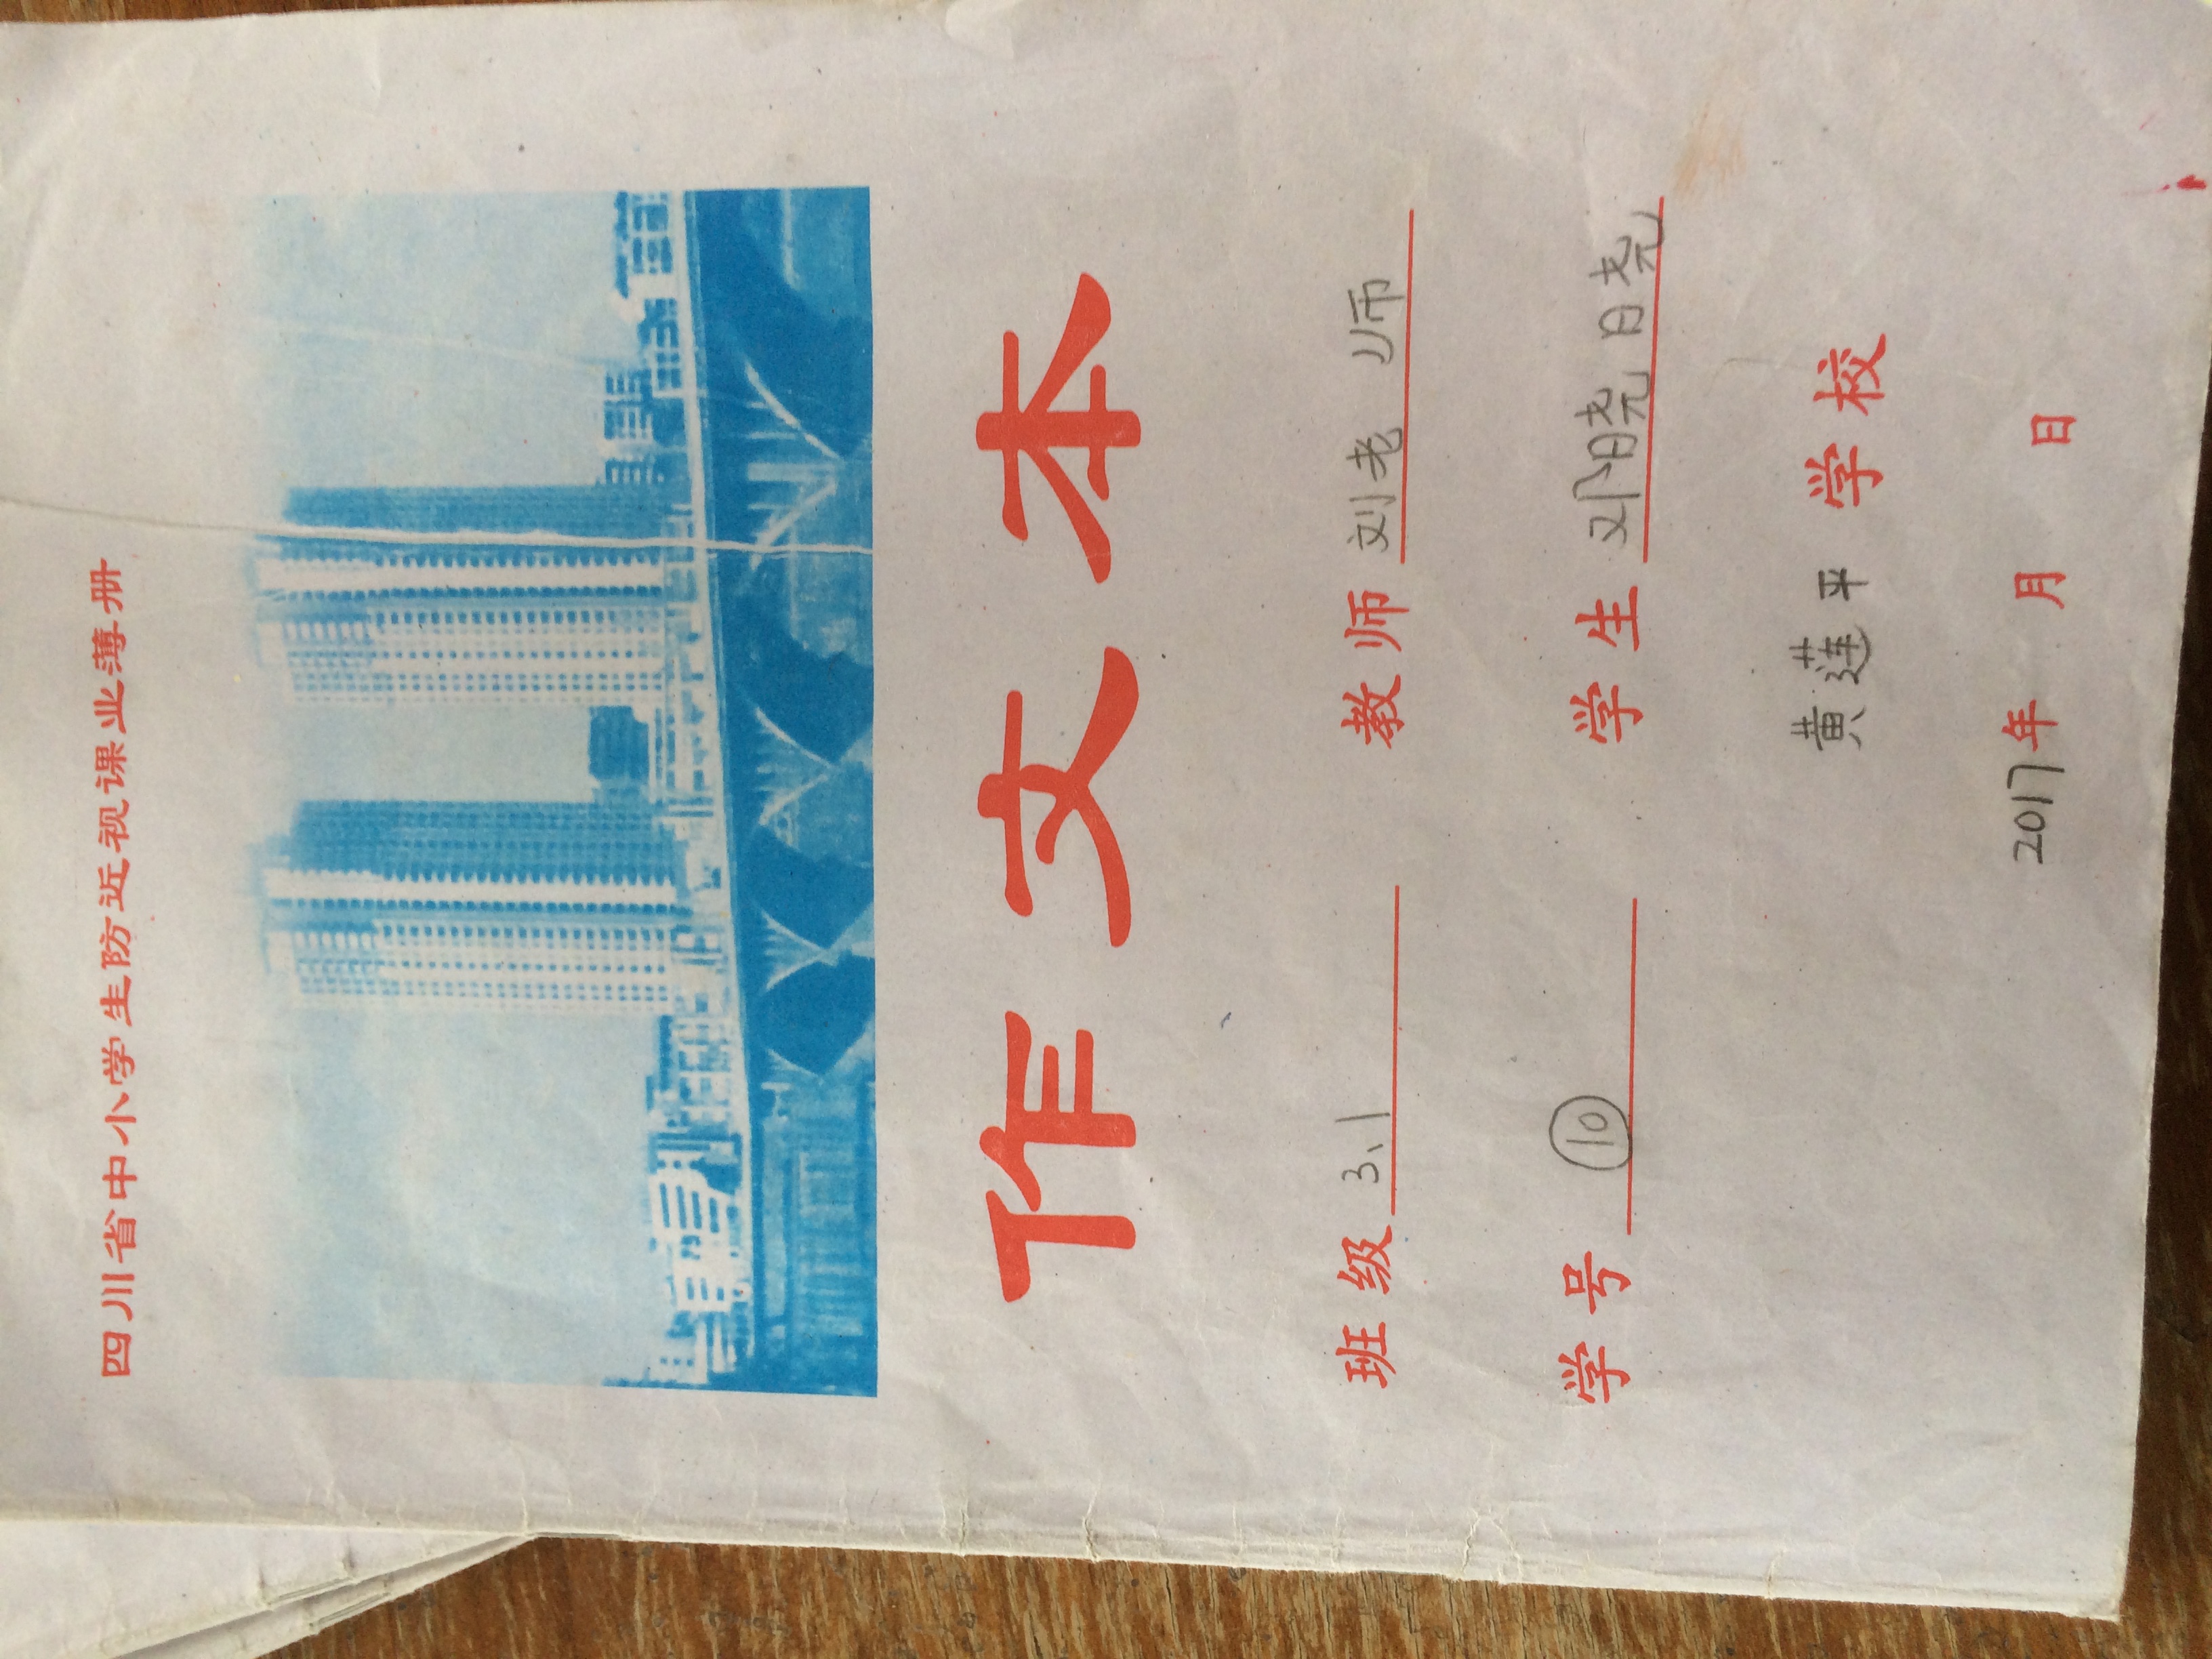 四川省中小学生防近视课业薄册
作文本
班级 3、1 教师 刘老师
学号 ⑩ 学生 邓晓晓
黄莲平 学校
2017年 月 日